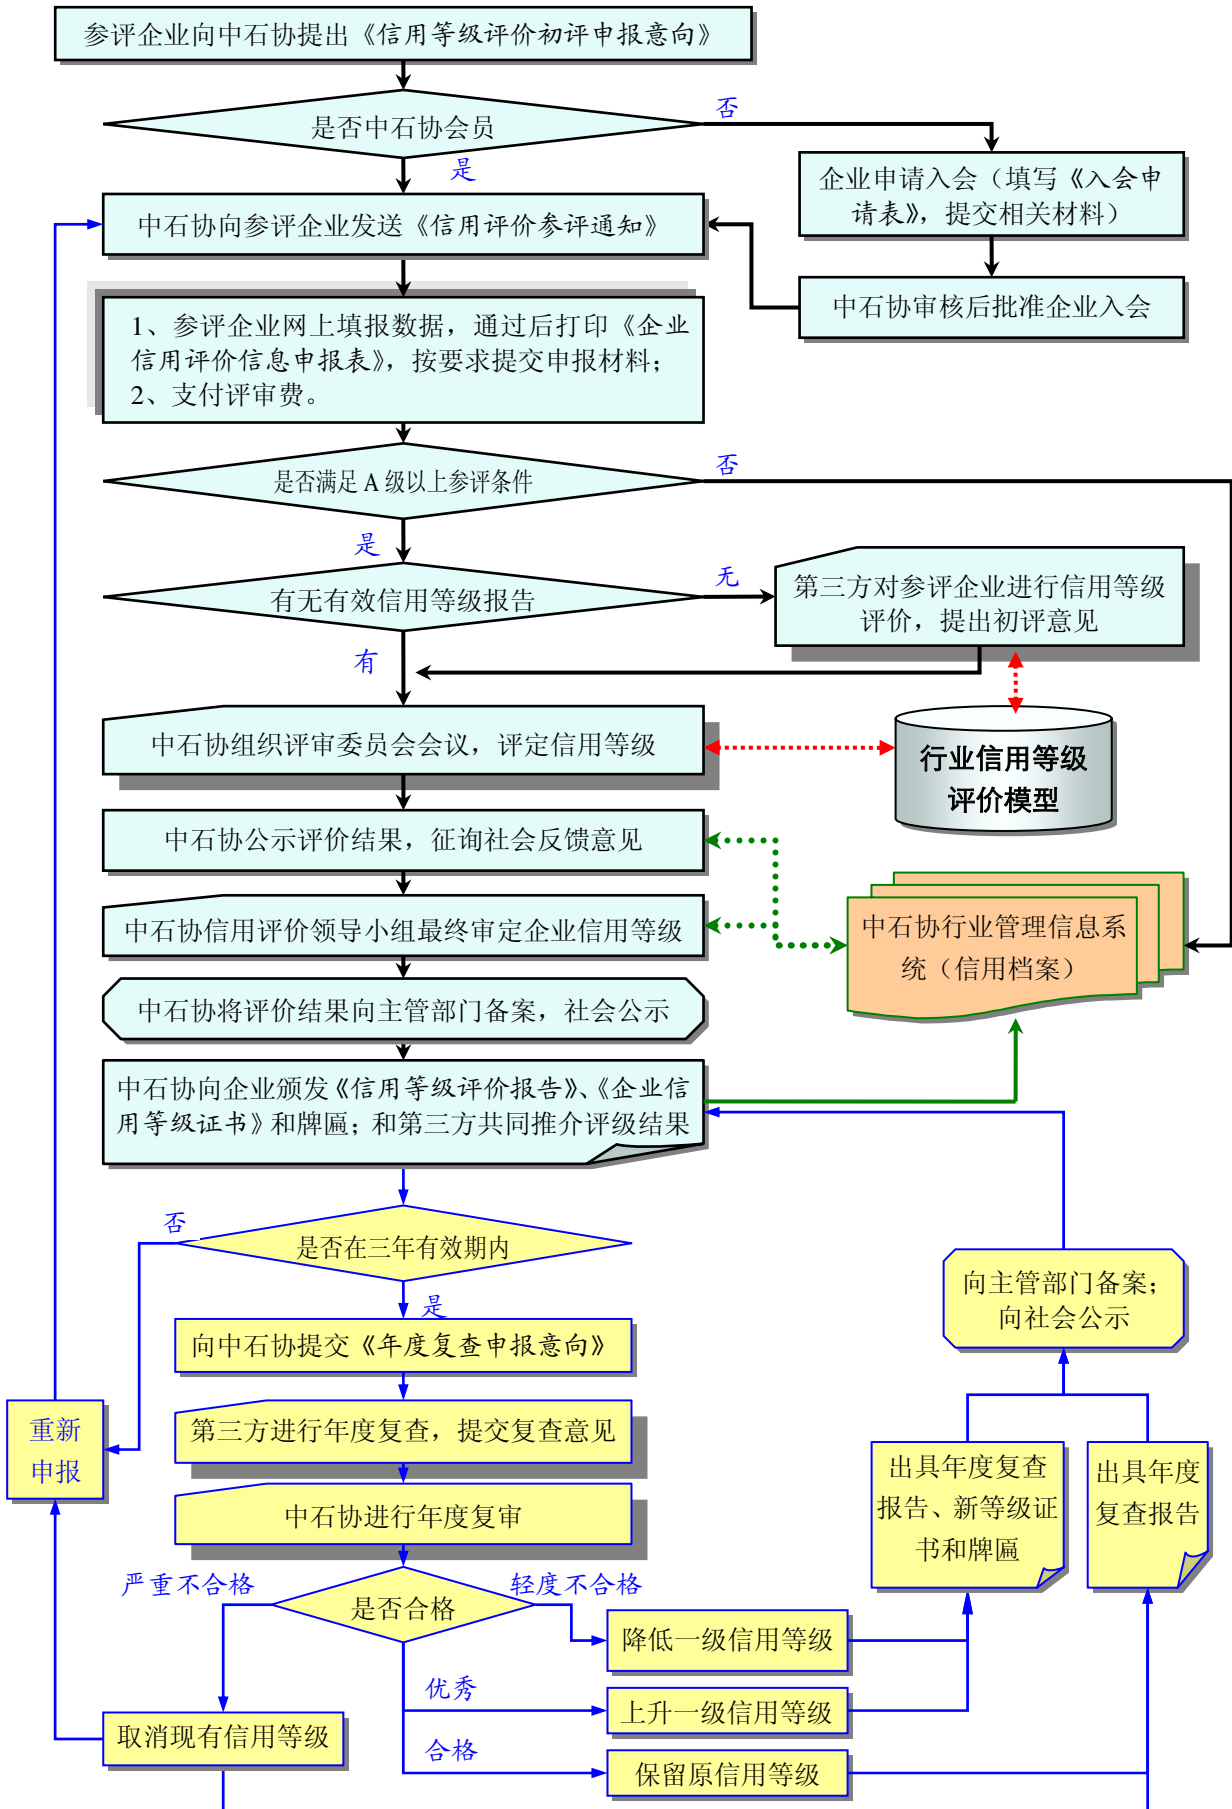 参评企业向中石协提出《信用等级评价初评申报意向》
是否中石协会员
否
是
企业申请入会（填写《入会申
请表》，提交相关材料）
中石协向参评企业发送《信用评价参评通知》
中石协审核后批准企业入会
1、参评企业网上填报数据，通过后打印《企业
信用评价信息申报表》，按要求提交申报材料；
2、支付评审费。
是否满足 A 级以上参评条件
否
是
有无有效信用等级报告
无
第三方对参评企业进行信用等级
评价，提出初评意见
有
中石协组织评审委员会会议，评定信用等级
行业信用等级
评价模型
中石协公示评价结果，征询社会反馈意见
中石协信用评价领导小组最终审定企业信用等级
中石协行业管理信息系
统（信用档案）
中石协将评价结果向主管部门备案，社会公示
中石协向企业颁发《信用等级评价报告》、《企业信
用等级证书》和牌匾；和第三方共同推介评级结果
否
是否在三年有效期内
是
向主管部门备案；
向社会公示
向中石协提交《年度复查申报意向》
重新
申报
第三方进行年度复查，提交复查意见
中石协进行年度复审
出具年度复查
报告、新等级证
书和牌匾
出具年度
复查报告
严重不合格
是否合格
轻度不合格
降低一级信用等级
优秀
上升一级信用等级
取消现有信用等级
合格
保留原信用等级